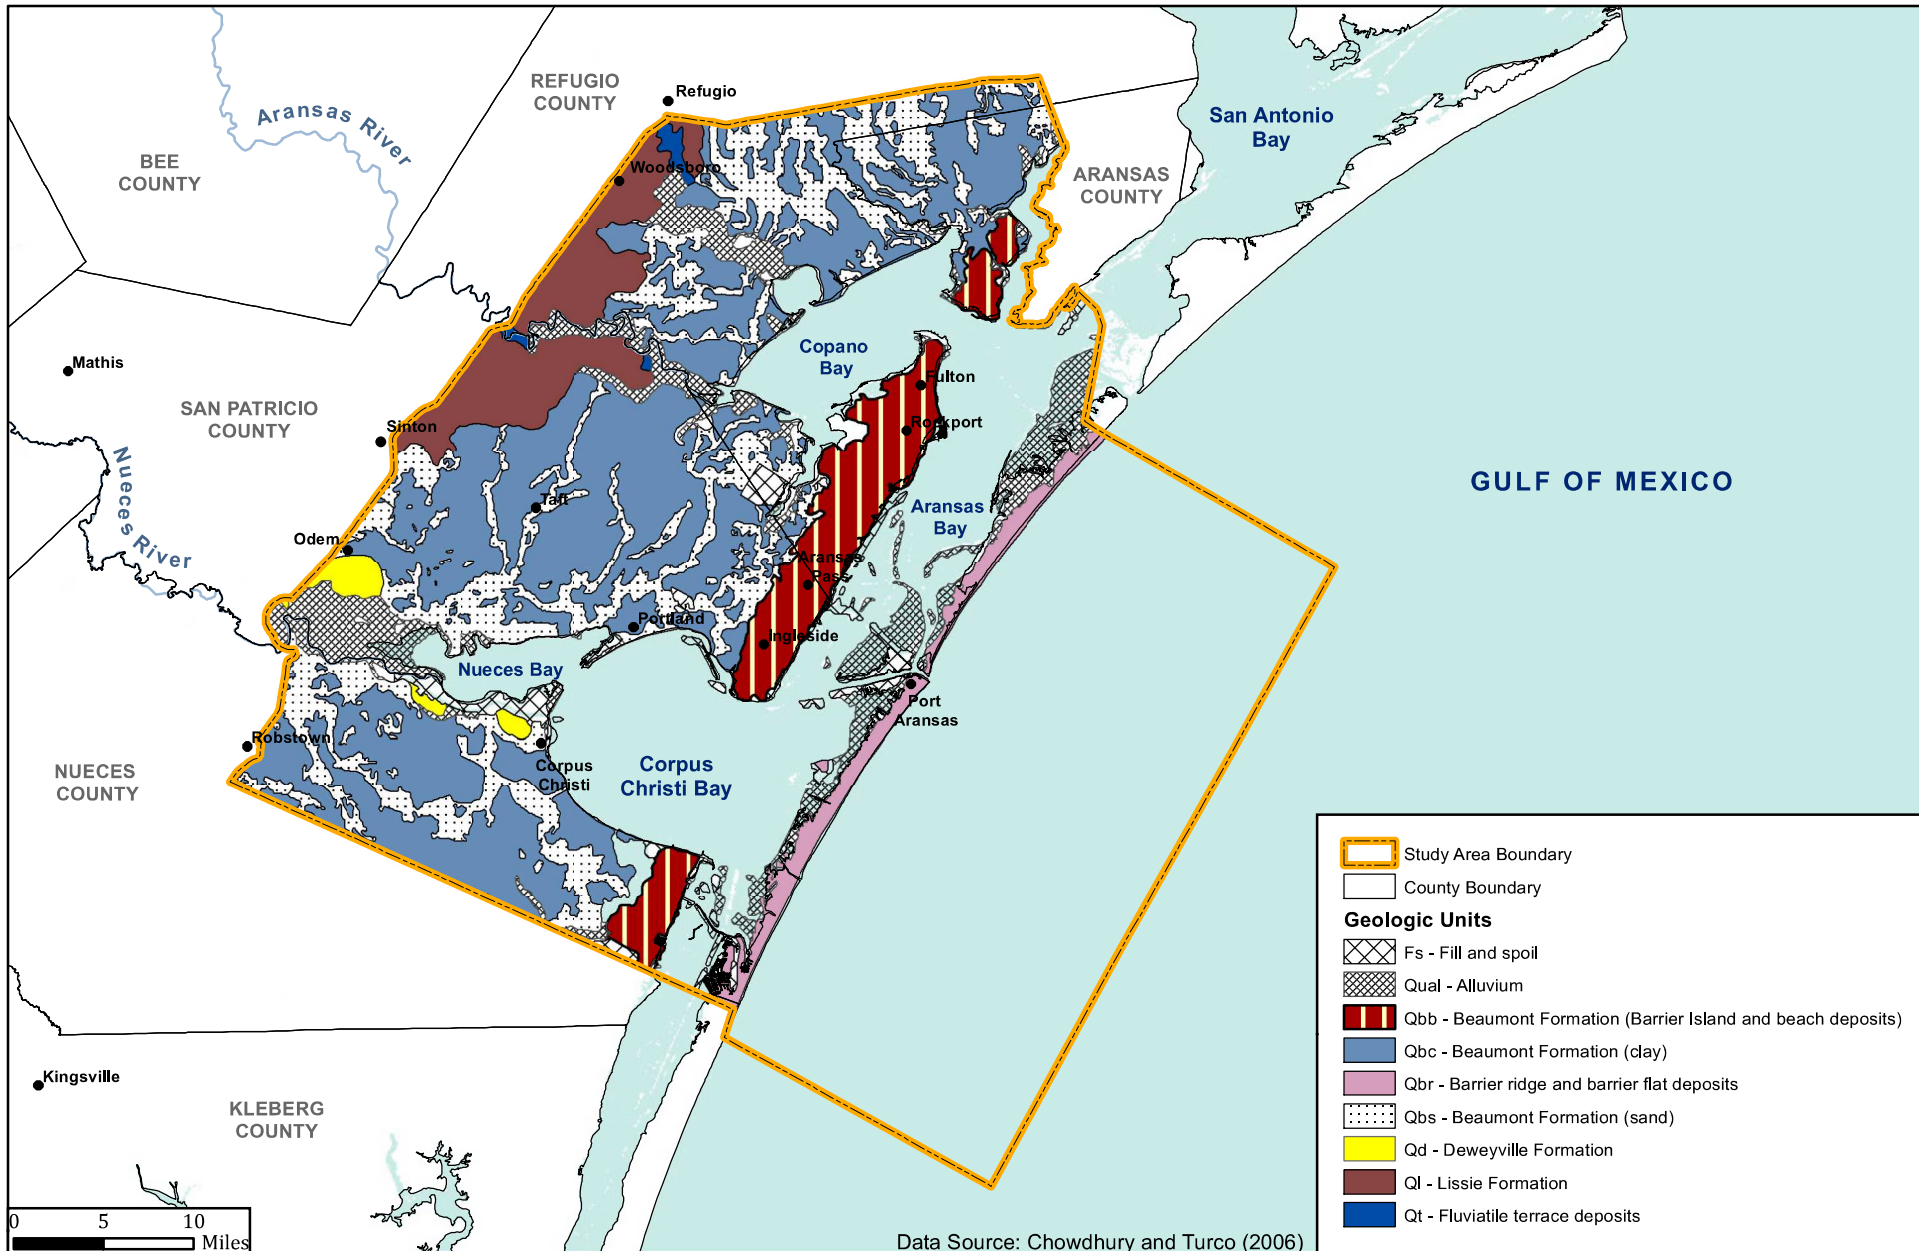 REFUGIO
COUNTY
Refugio
Aransas River
San Antonio
Bay
BEE
COUNTY
Woodsboro
ARANSAS
COUNTY
Copano
Bay
Mathis
Fulton
SAN PATRICIO
COUNTY
Sinton
Rockport
Nueces River
GULF OF MEXICO
Taft
Aransas
Bay
Odem
Aransas
Pass
Portland
Ingleside
Nueces Bay
Port
Aransas
Robstown
Corpus
Christi
Corpus
Christi Bay
NUECES
COUNTY
Kingsville
KLEBERG
COUNTY
Study Area Boundary
County Boundary
Geologic Units
Fs - Fill and spoil
Qual - Alluvium
Qbb - Beaumont Formation (Barrier Island and beach deposits)
Qbc - Beaumont Formation (clay)
Qbr - Barrier ridge and barrier flat deposits
Qbs - Beaumont Formation (sand)
Qd - Deweyville Formation
Ql - Lissie Formation
Qt - Fluviatile terrace deposits
0 5 10
Miles
Data Source: Chowdhury and Turco (2006)